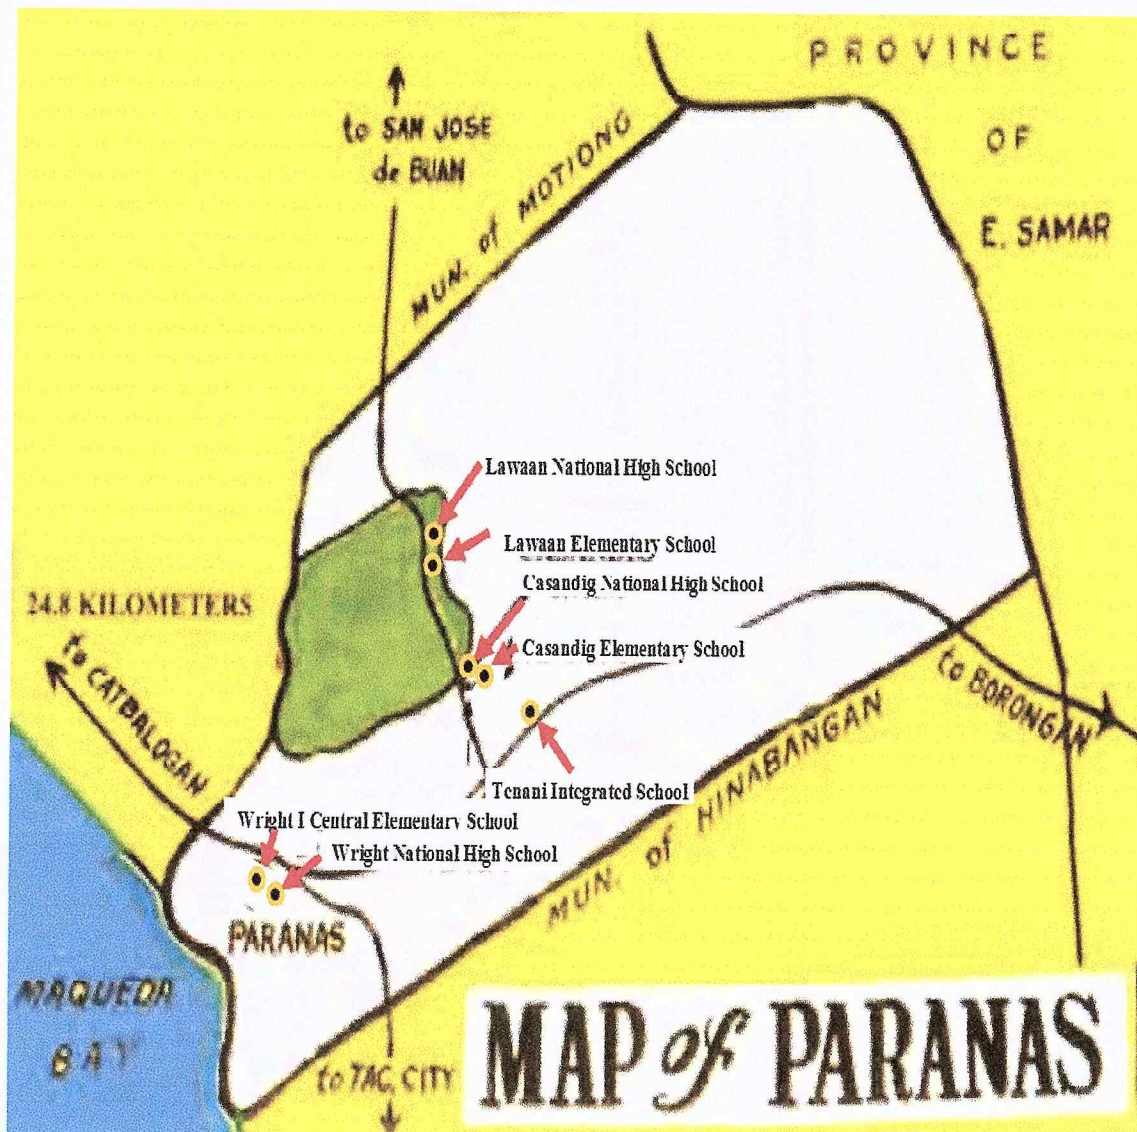 PROVINCE
OF
E. SAMAR
to SAN JOSE
de BUAN
MUN. of MOTIONG
Lawaan National High School
Lawaan Elementary School
Casandig National High School
24.8 KILOMETERS
Casandig Elementary School
to CATBALOGAN
to BORONGAN
MUN. of HINABANGAN
Tenani Integrated School
Wright I Central Elementary School
Wright National High School
PARANAS
MAQUEDA
BAY
to TAC. CITY
MAP of PARANAS